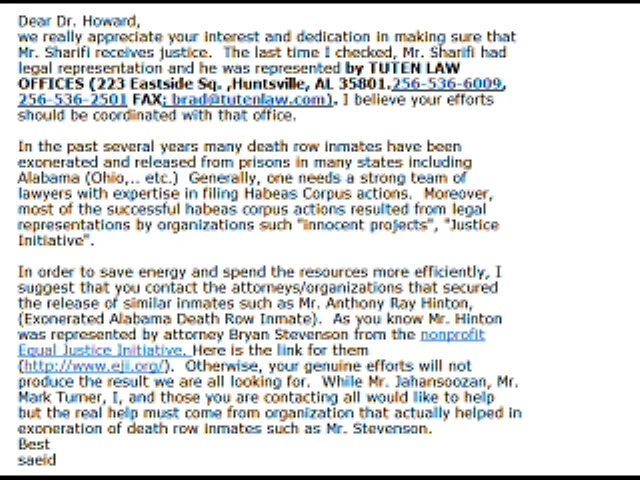 Dear Dr. Howard,
we really appreciate your interest and dedication in making sure that
Mr. Sharifi receives justice. The last time I checked, Mr. Sharifi had
legal representation and he was represented by TUTEN LAW
OFFICES (223 Eastside Sq. ,Huntsville, AL 35801.256-536-6009,
256-536-2501 FAX; brad@tutenlaw.com). I believe your efforts
should be coordinated with that office.
In the past several years many death row inmates have been
exonerated and released from prisons in many states including
Alabama (Ohio,.. etc.) Generally, one needs a strong team of
lawyers with expertise in filing Habeas Corpus actions. Moreover,
most of the successful habeas corpus actions resulted from legal
representations by organizations such "innocent projects", "Justice
Initiative".
In order to save energy and spend the resources more efficiently, I
suggest that you contact the attorneys/organizations that secured
the release of similar inmates such as Mr. Anthony Ray Hinton,
(Exonerated Alabama Death Row Inmate). As you know Mr. Hinton
was represented by attorney Bryan Stevenson from the nonprofit
Equal Justice Initiative. Here is the link for them
(http://www.eji.org/). Otherwise, your genuine efforts will not
produce the result we are all looking for. While Mr. Jahansoozan, Mr.
Mark Turner, I, and those you are contacting all would like to help
but the real help must come from organization that actually helped in
exoneration of death row inmates such as Mr. Stevenson.
Best
saeid